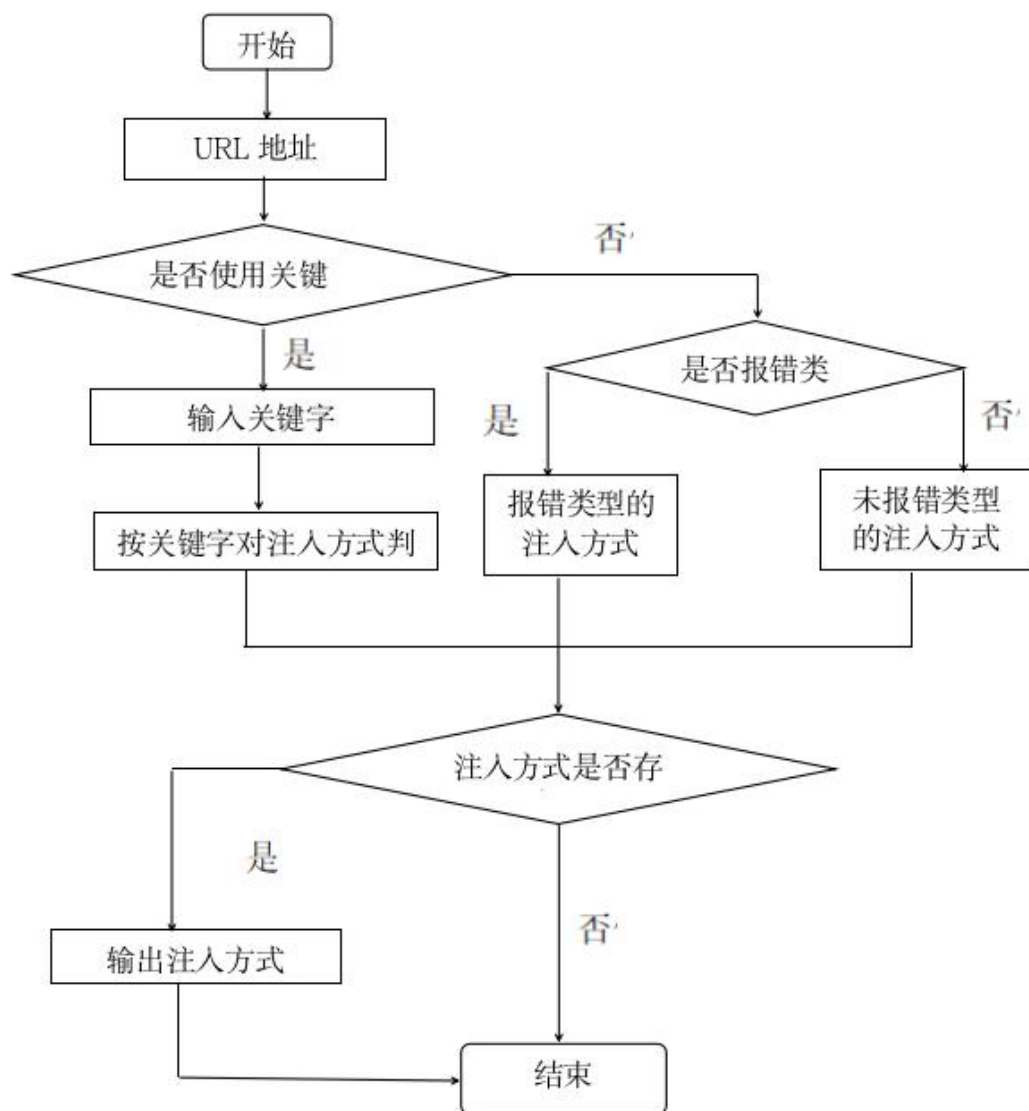 开始
URL 地址
是否使用关键
否
是
是否报错类
输入关键字
是
否
按关键字对注入方式判
报错类型的
注入方式
未报错类型
的注入方式
注入方式是否存
是
否
输出注入方式
结束